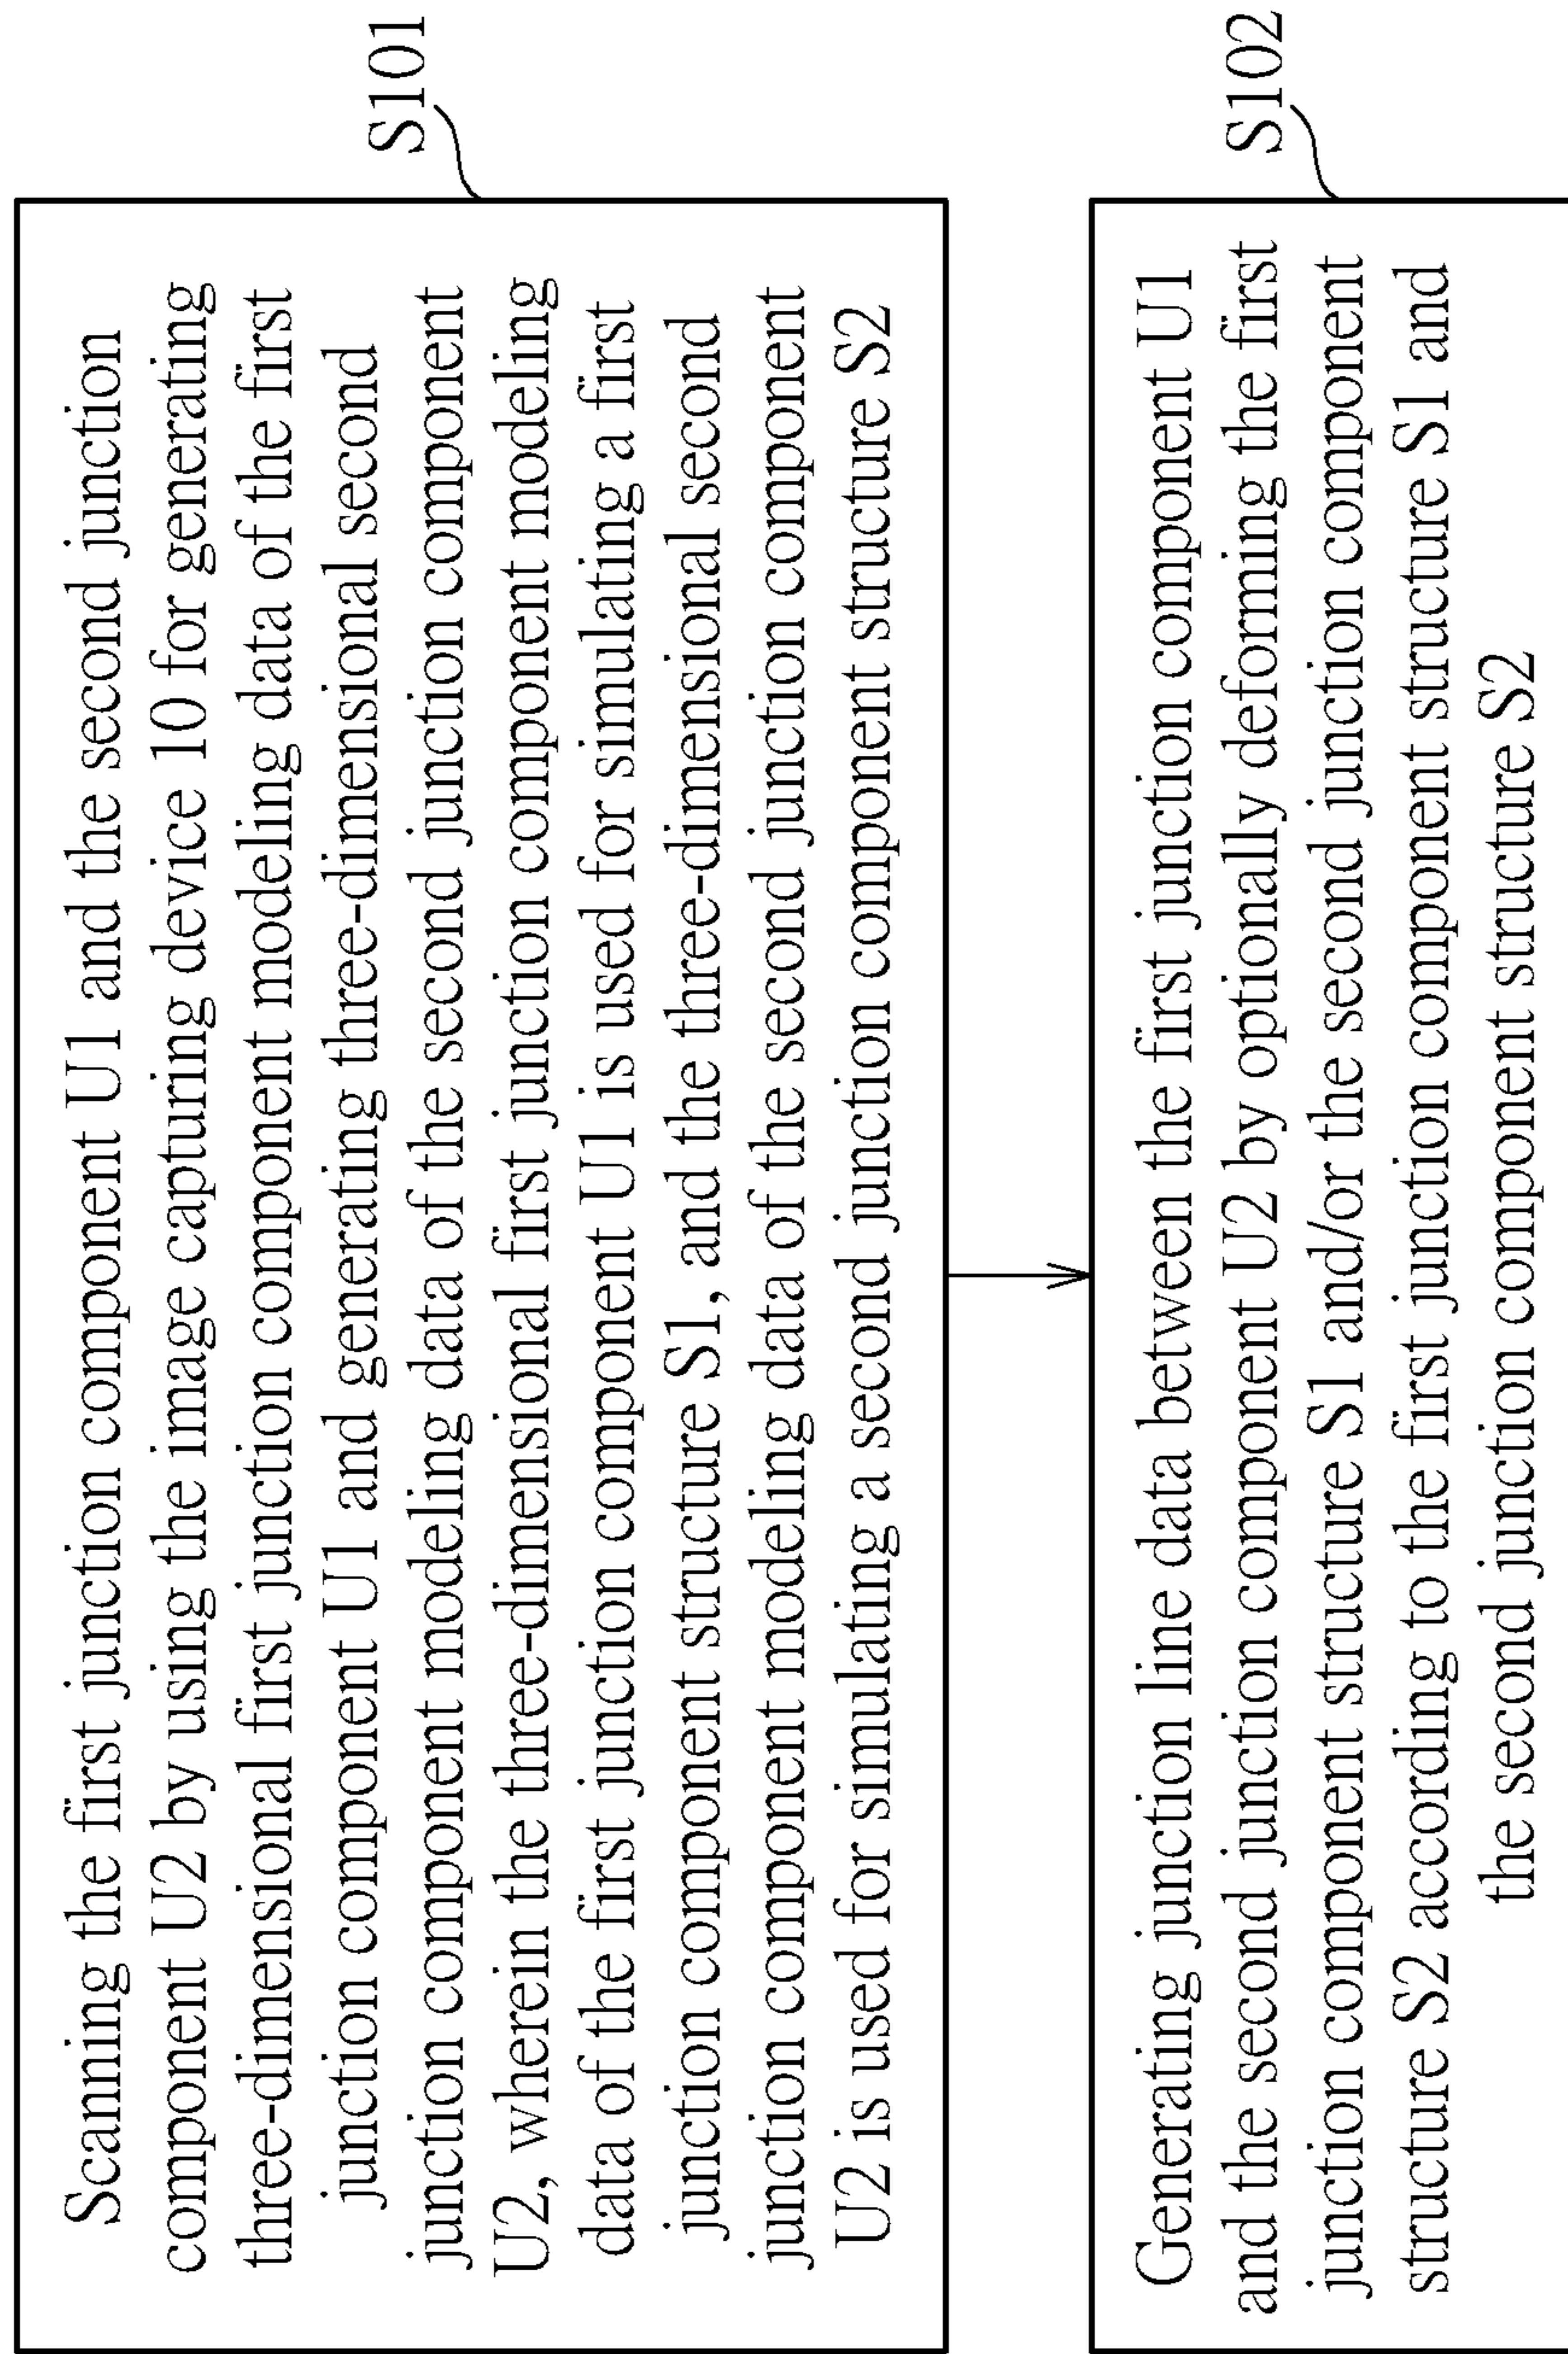 Scanning the first junction component U1 and the second junction
component U2 by using the image capturing device 10 for generating
three-dimensional first junction component modeling data of the first
junction component U1 and generating three-dimensional second
junction component modeling data of the second junction component
U2, wherein the three-dimensional first junction component modeling
data of the first junction component U1 is used for simulating a first
junction component structure S1, and the three-dimensional second
junction component modeling data of the second junction component
U2 is used for simulating a second junction component structure S2
S101
Generating junction line data between the first junction component U1
and the second junction component U2 by optionally deforming the first
junction component structure S1 and/or the second junction component
structure S2 according to the first junction component structure S1 and
the second junction component structure S2
S102